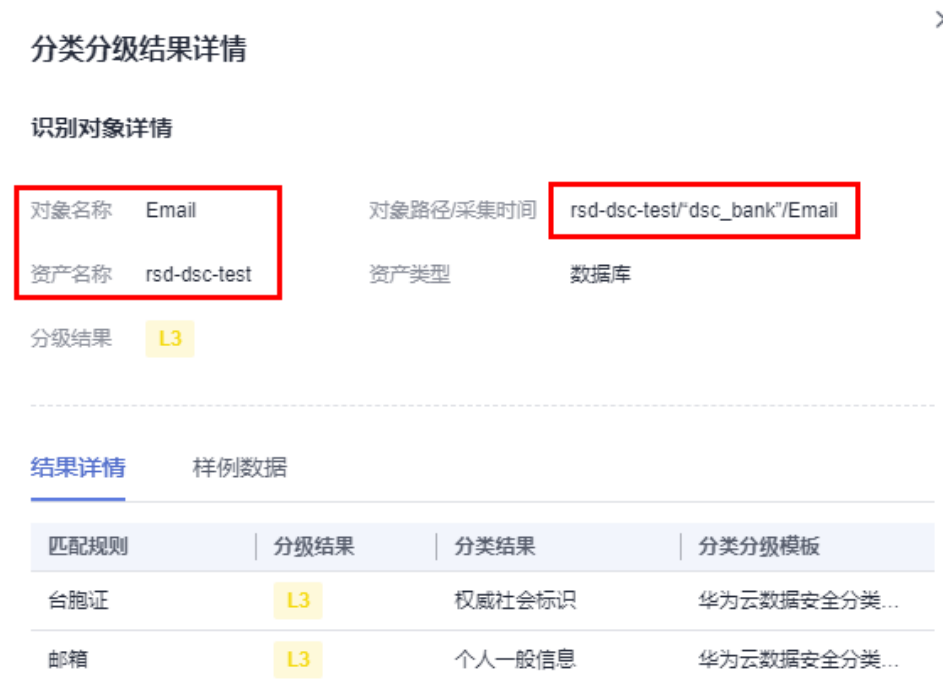 分类分级结果详情
识别对象详情
对象名称 Email 对象路径/采集时间 rsd-dsc-test/“dsc_bank”/Email
资产名称 rsd-dsc-test 资产类型 数据库
分级结果 L3
结果详情 样例数据
匹配规则 分级结果 分类结果 分类分级模板
台胞证 L3 权威社会标识 华为云数据安全分类...
邮箱 L3 个人一般信息 华为云数据安全分类...